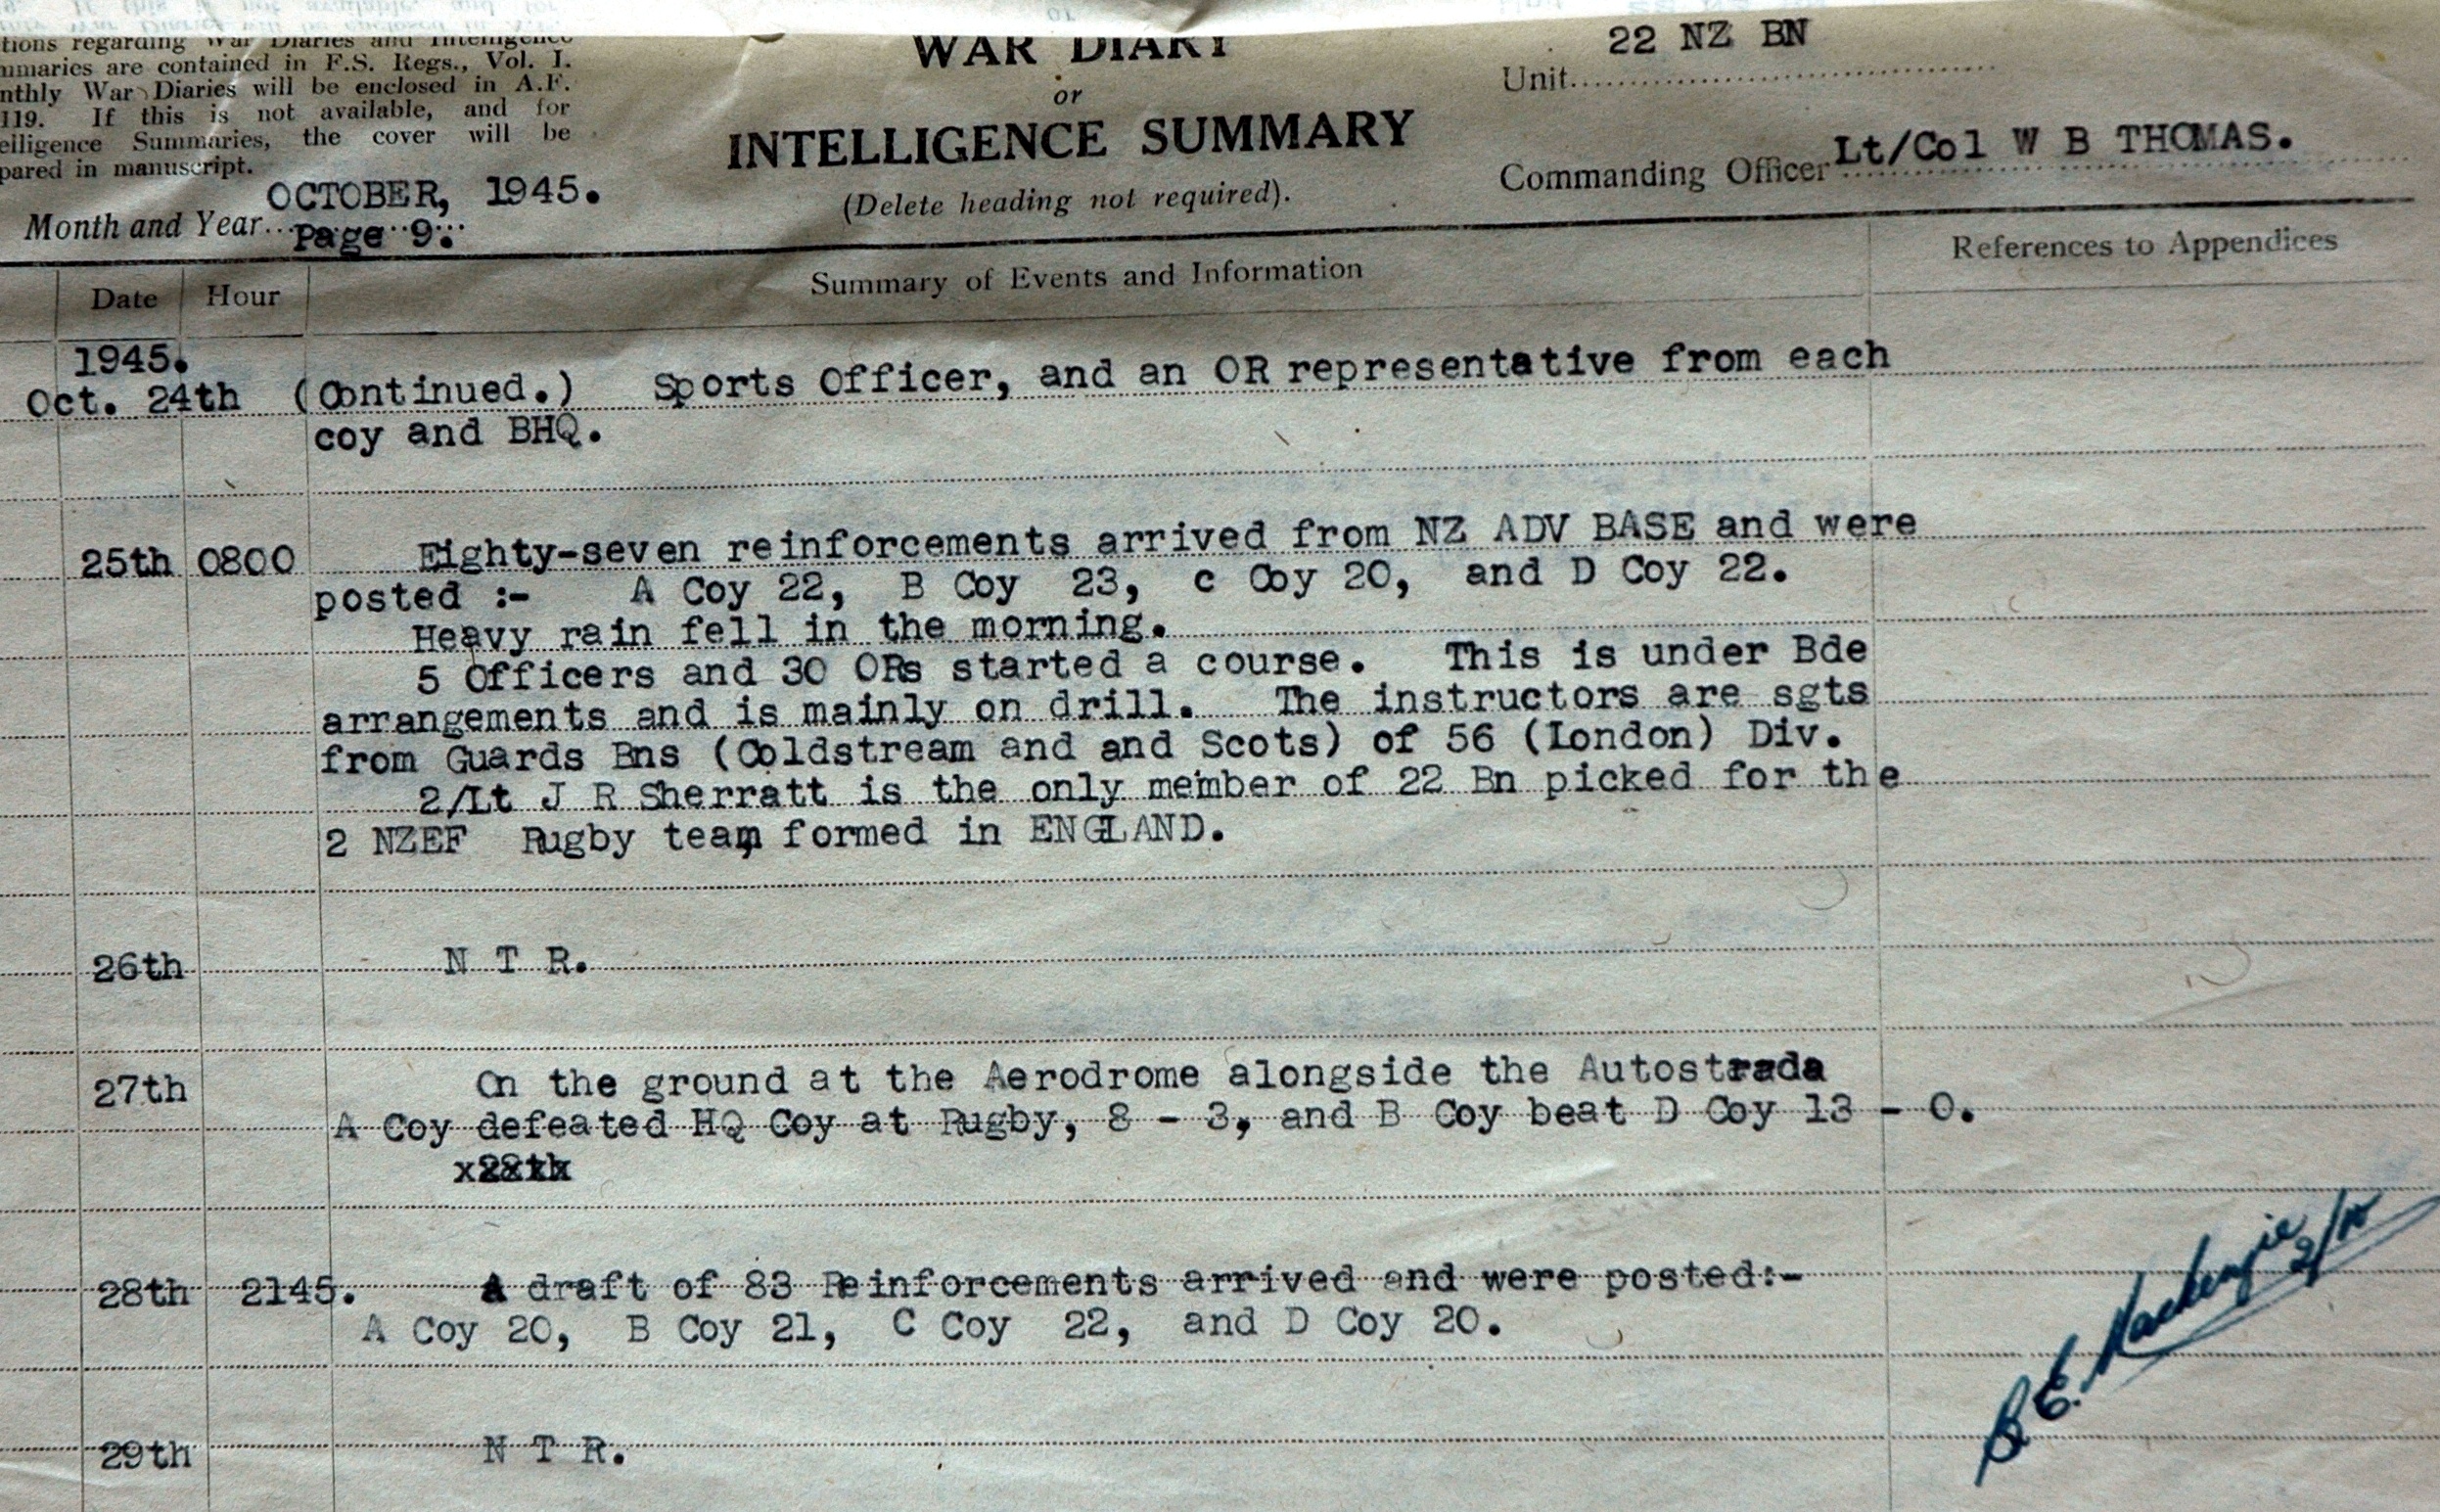 tions regarding War Diaries and Intelligence
mmaries are contained in F.S. Regs., Vol. I.
nthly War Diaries will be enclosed in A.F.
119. If this is not available, and for
elligence Summaries, the cover will be
pared in manuscript.
WAR DIARY
or
INTELLIGENCE SUMMARY
(Delete heading not required).
22 NZ BN
Unit
Commanding Officer Lt/Col W B THOMAS.
OCTOBER, 1945.
Month and Year
Page 9.
Date Hour Summary of Events and Information References to Appendices
1945.
Oct. 24th (Continued.) Sports Officer, and an OR representative from each
coy and BHQ.
25th 0800 Eighty-seven reinforcements arrived from NZ ADV BASE and were
posted :- A Coy 22, B Coy 23, c Coy 20, and D Coy 22.
Heavy rain fell in the morning.
5 Officers and 30 ORs started a course. This is under Bde
arrangements and is mainly on drill. The instructors are sgts
from Guards Bns (Coldstream and and Scots) of 56 (London) Div.
2/Lt J R Sherratt is the only member of 22 Bn picked for the
2 NZEF Rugby team formed in ENGLAND.
26th N T R.
27th On the ground at the Aerodrome alongside the Autostrada
A Coy defeated HQ Coy at Rugby, 8 - 3, and B Coy beat D Coy 13 - 0.
28th 2145. A draft of 83 Reinforcements arrived and were posted:-
A Coy 20, B Coy 21, C Coy 22, and D Coy 20.
29th N T R.